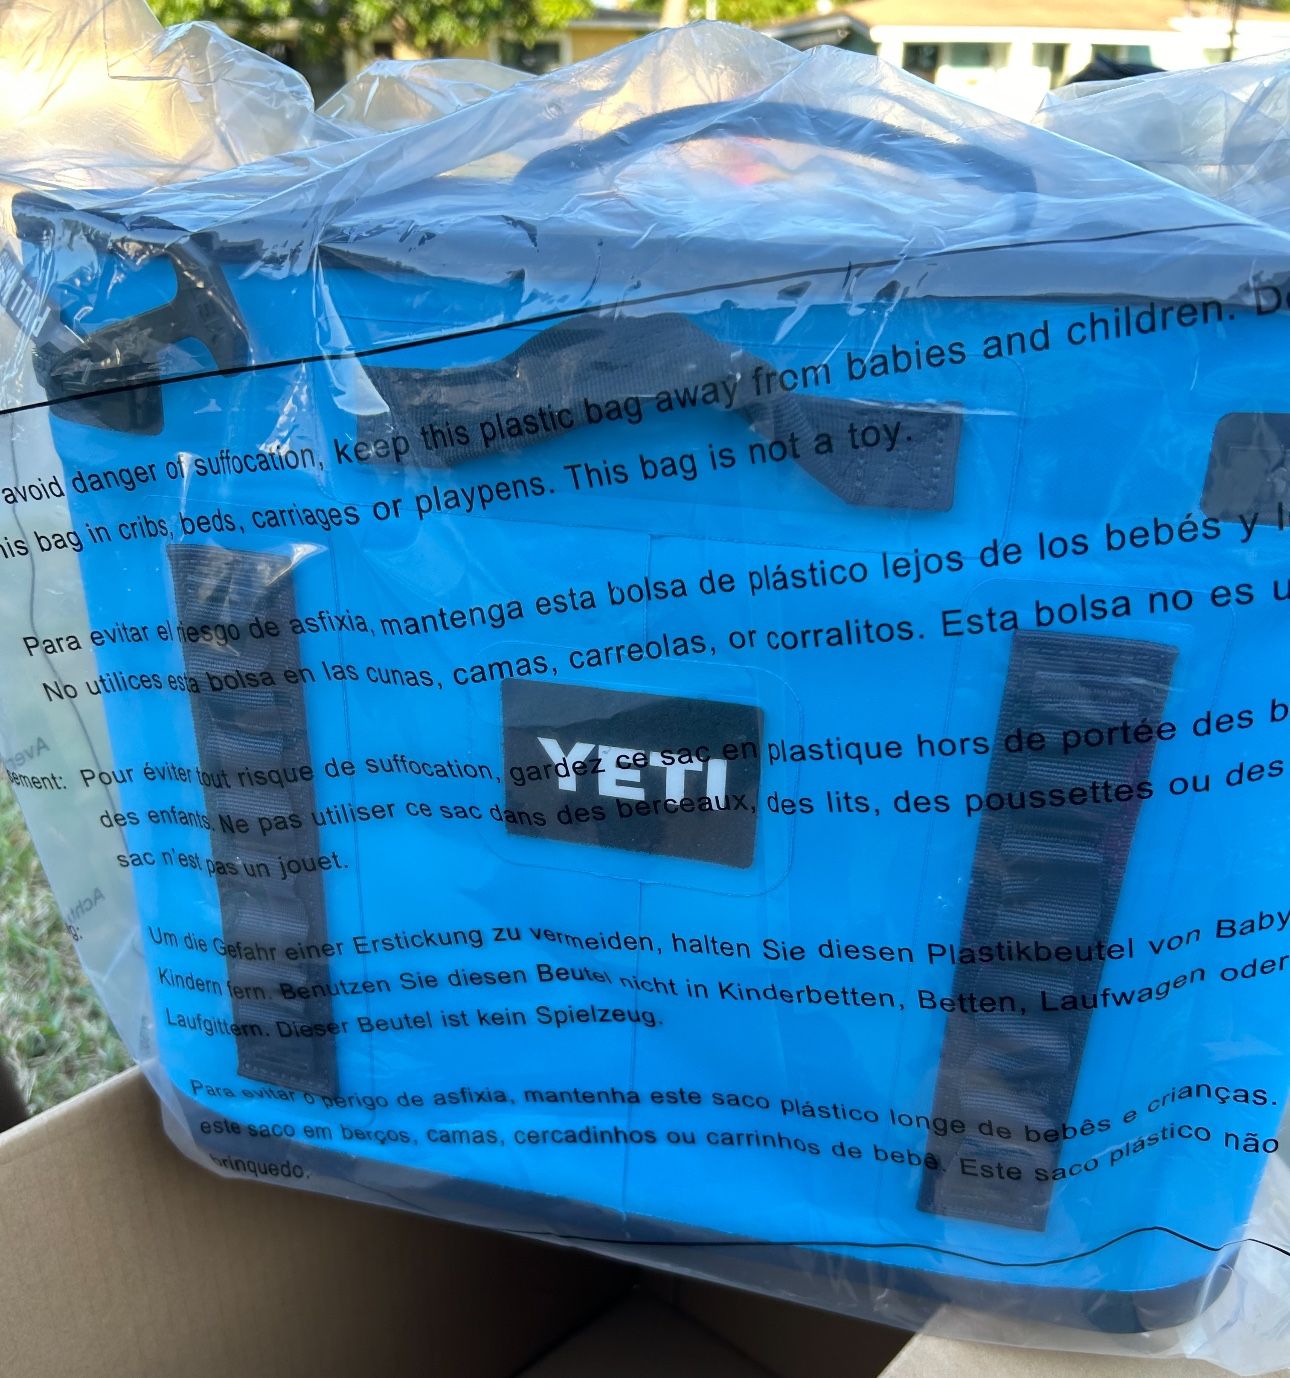 avoid danger of suffocation, keep this plastic bag away from babies and children.
this bag in cribs, beds, carriages or playpens. This bag is not a toy.
Para evitar el riesgo de asfixia, mantenga esta bolsa de plástico lejos de los bebés y
No utilices esta bolsa en las cunas, camas, carreolas, or corralitos. Esta bolsa no es
YETI
Pour éviter tout risque de suffocation, gardez ce sac en plastique hors de portée des
des enfants. Ne pas utiliser ce sac dans des berceaux, des lits, des poussettes ou des
sac n'est pas un jouet.
Um die Gefahr einer Erstickung zu vermeiden, halten Sie diesen Plastikbeutel von Baby
Kindern fern. Benutzen Sie diesen Beutel nicht in Kinderbetten, Betten, Laufwagen oder
Laufgittern. Dieser Beutel ist kein Spielzeug.
Para evitar o perigo de asfixia, mantenha este saco plástico longe de bebês e crianças.
este saco em berços, camas, cercadinhos ou carrinhos de bebê. Este saco plástico não
brinquedo.